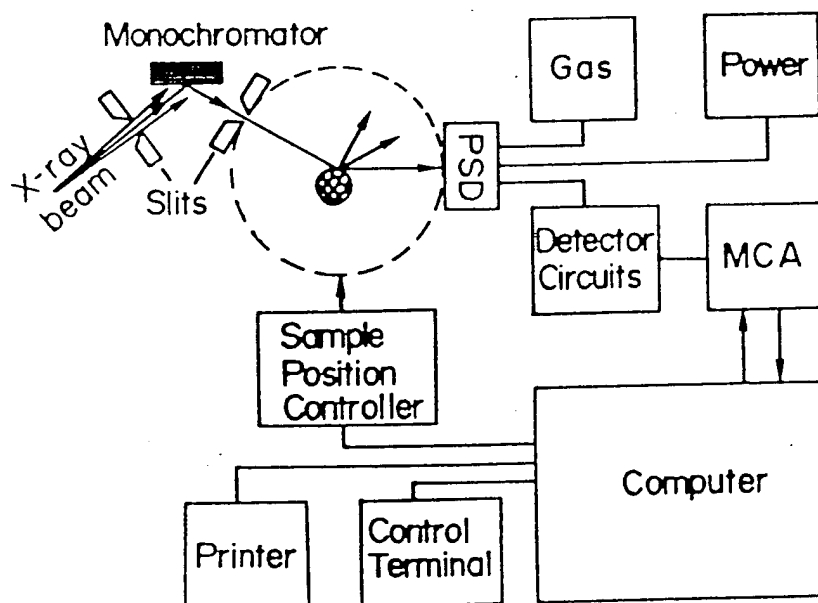 Monochromator
X-ray
beam
Slits
PSD
Gas
Power
Detector
Circuits
MCA
Sample
Position
Controller
Computer
Printer
Control
Terminal